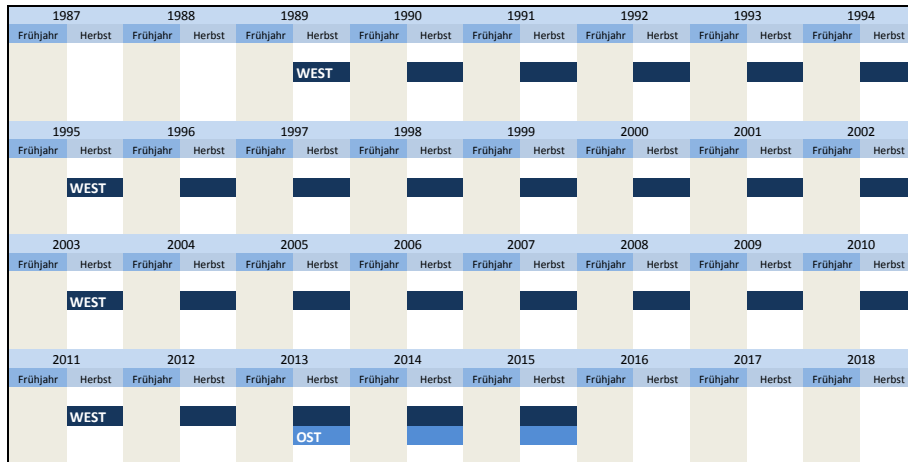 1987 1988 1989 1990 1991 1992 1993 1994
Frühjahr Herbst Frühjahr Herbst Frühjahr Herbst Frühjahr Herbst Frühjahr Herbst Frühjahr Herbst Frühjahr Herbst Frühjahr Herbst
WEST
1995 1996 1997 1998 1999 2000 2001 2002
Frühjahr Herbst Frühjahr Herbst Frühjahr Herbst Frühjahr Herbst Frühjahr Herbst Frühjahr Herbst Frühjahr Herbst Frühjahr Herbst
WEST
2003 2004 2005 2006 2007 2008 2009 2010
Frühjahr Herbst Frühjahr Herbst Frühjahr Herbst Frühjahr Herbst Frühjahr Herbst Frühjahr Herbst Frühjahr Herbst Frühjahr Herbst
WEST
2011 2012 2013 2014 2015 2016 2017 2018
Frühjahr Herbst Frühjahr Herbst Frühjahr Herbst Frühjahr Herbst Frühjahr Herbst Frühjahr Herbst Frühjahr Herbst Frühjahr Herbst
WEST
OST